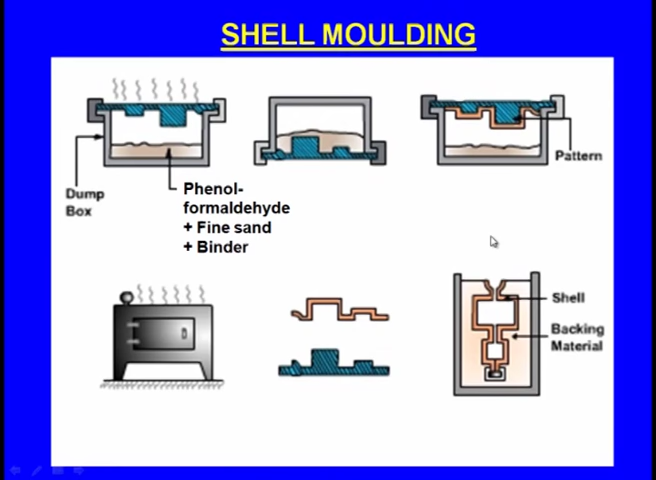 SHELL MOULDING
Dump
Box
Phenol-
formaldehyde
+ Fine sand
+ Binder
Pattern
Shell
Backing
Material